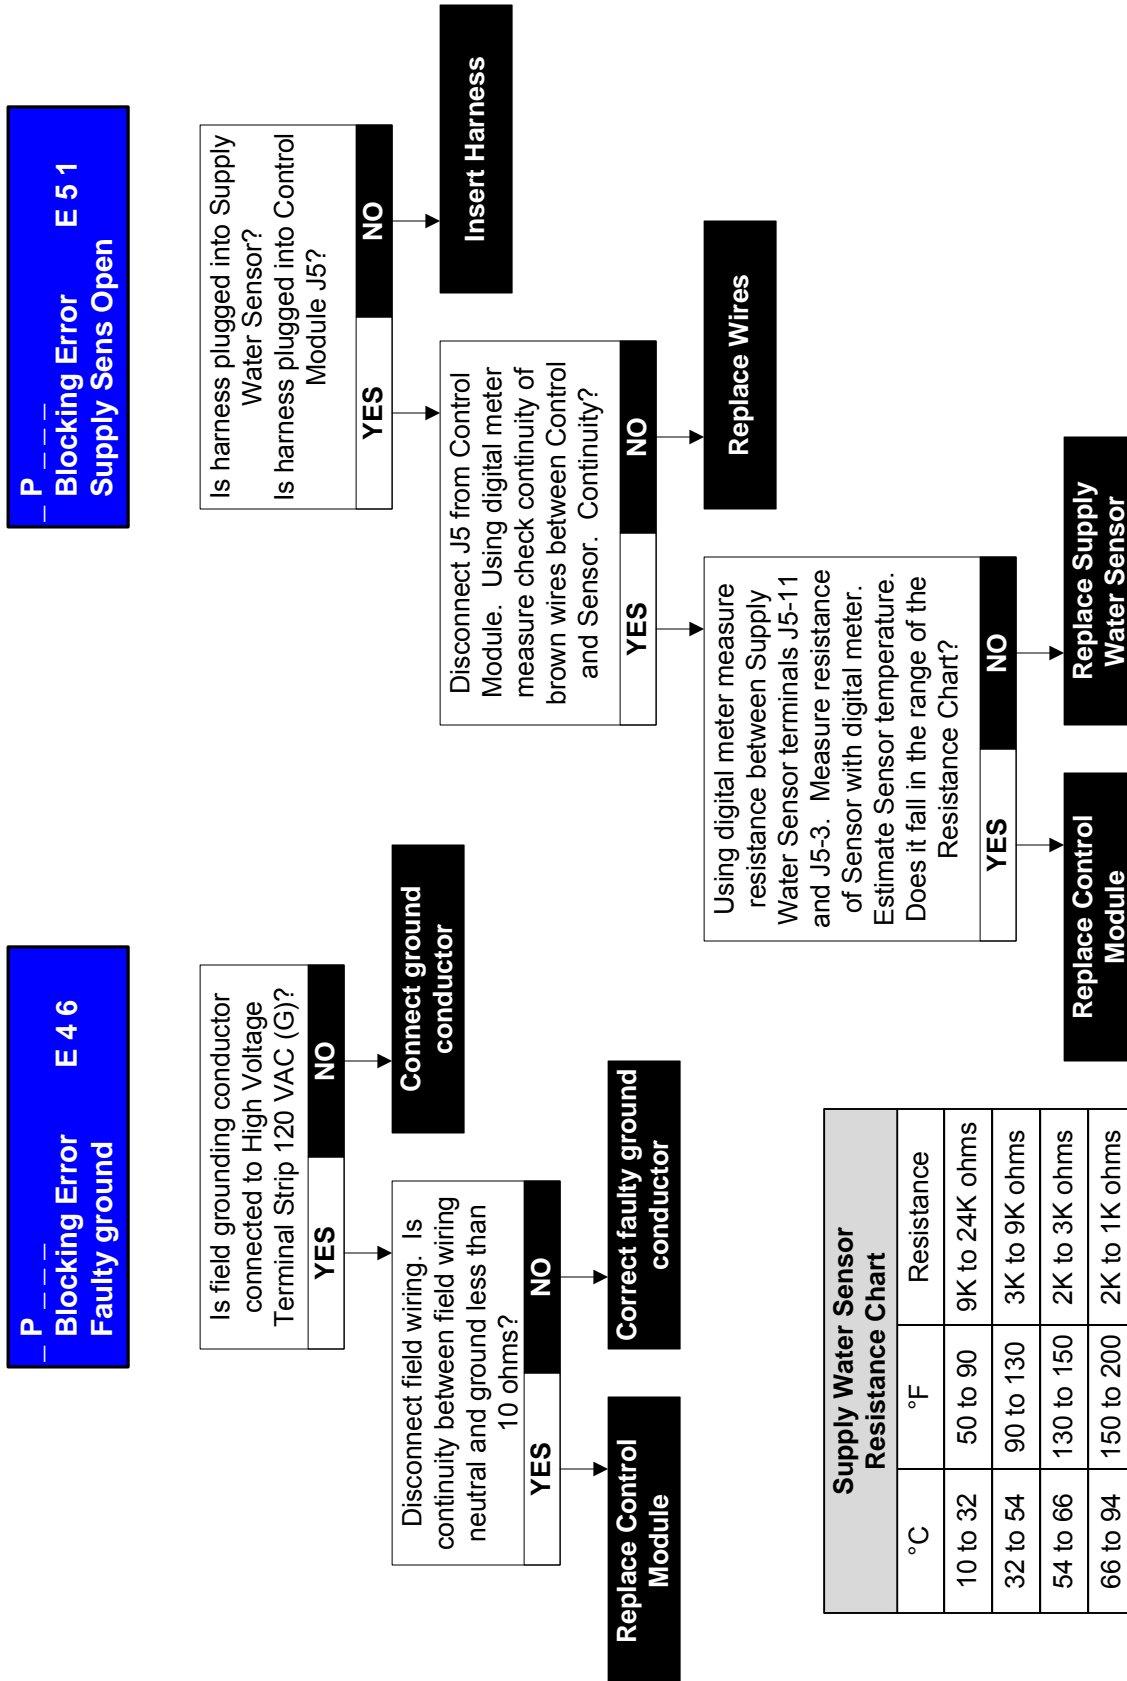 _ P _ _ _
Blocking Error E 4 6
Faulty ground
Is field grounding conductor
connected to High Voltage
Terminal Strip 120 VAC (G)?
YES
NO
Connect ground
conductor
Disconnect field wiring. Is
continuity between field wiring
neutral and ground less than
10 ohms?
YES
NO
Replace Control
Module
Correct faulty ground
conductor
Supply Water Sensor
Resistance Chart
°C °F Resistance
10 to 32 50 to 90 9K to 24K ohms
32 to 54 90 to 130 3K to 9K ohms
54 to 66 130 to 150 2K to 3K ohms
66 to 94 150 to 200 2K to 1K ohms
_ P _ _ _
Blocking Error E 5 1
Supply Sens Open
Is harness plugged into Supply
Water Sensor?
Is harness plugged into Control
Module J5?
YES
NO
Insert Harness
Disconnect J5 from Control
Module. Using digital meter
measure check continuity of
brown wires between Control
and Sensor. Continuity?
YES
NO
Replace Wires
Using digital meter measure
resistance between Supply
Water Sensor terminals J5-11
and J5-3. Measure resistance
of Sensor with digital meter.
Estimate Sensor temperature.
Does it fall in the range of the
Resistance Chart?
YES
NO
Replace Control
Module
Replace Supply
Water Sensor